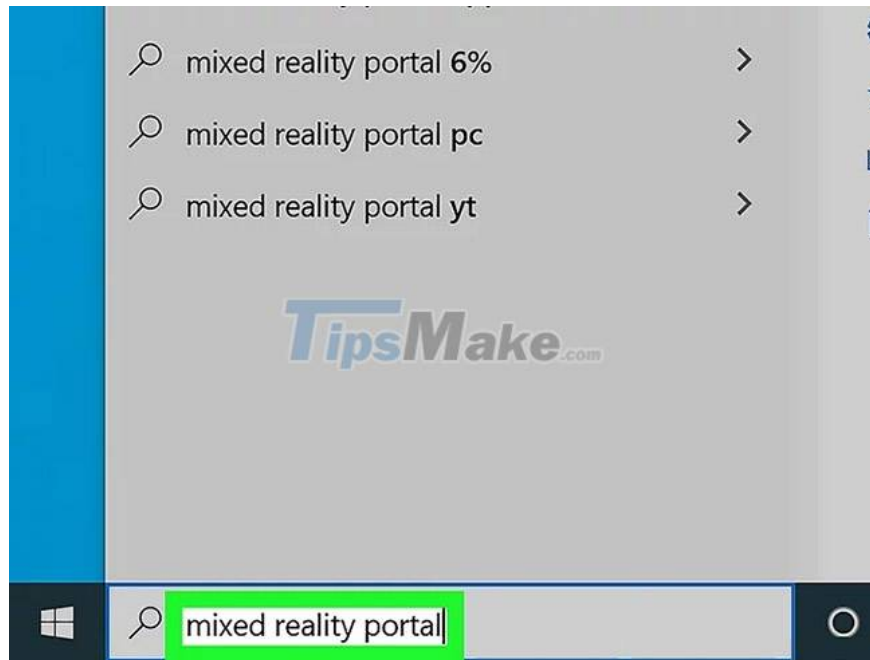 mixed reality portal 6%
mixed reality portal pc
mixed reality portal yt
TipsMake.com
mixed reality portal